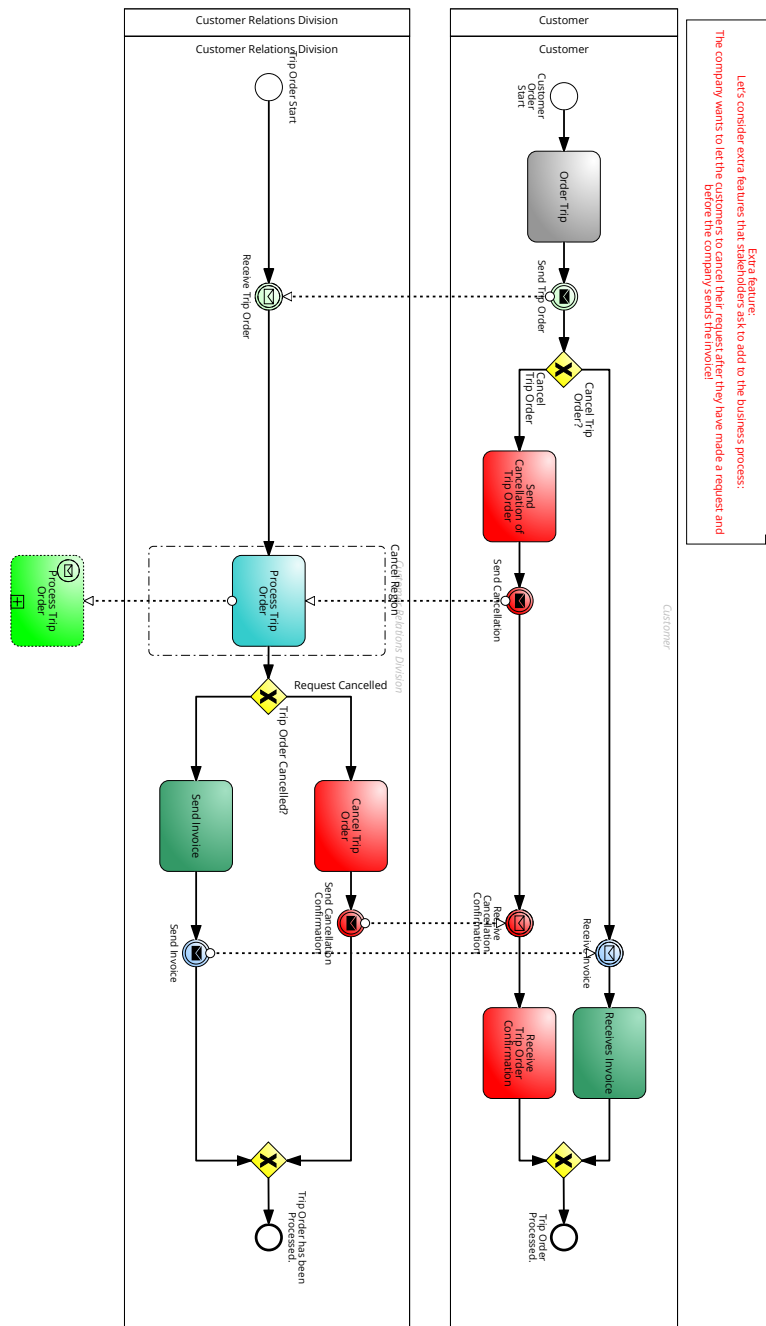 Customer Relations Division
Customer
Customer Relations Division
Customer
Extra feature:
Let's consider extra features that stakeholders ask to add to the business process:
The company wants to let the customers to cancel their request after they have made a request and
before the company sends the invoice!
Trip Order Start
Customer
Order
Start
Order Trip
Receive Trip Order
Send Trip Order
Cancel Trip
Order?
Cancel
Trip Order
Send
Cancellation of
Trip Order
Send Cancellation
Customer
Cancel Region
Customer Relations Division
Process Trip
Order
Process Trip
Order
Request Cancelled
Trip Order Cancelled?
Send Invoice
Cancel Trip
Order
Send Invoice
Send Cancellation
Confirmation
Receive
Cancellation
Confirmation
Receive Invoice
Receive
Trip Order
Confirmation
Receives Invoice
Trip Order has been
Processed.
Trip Order
Processed.